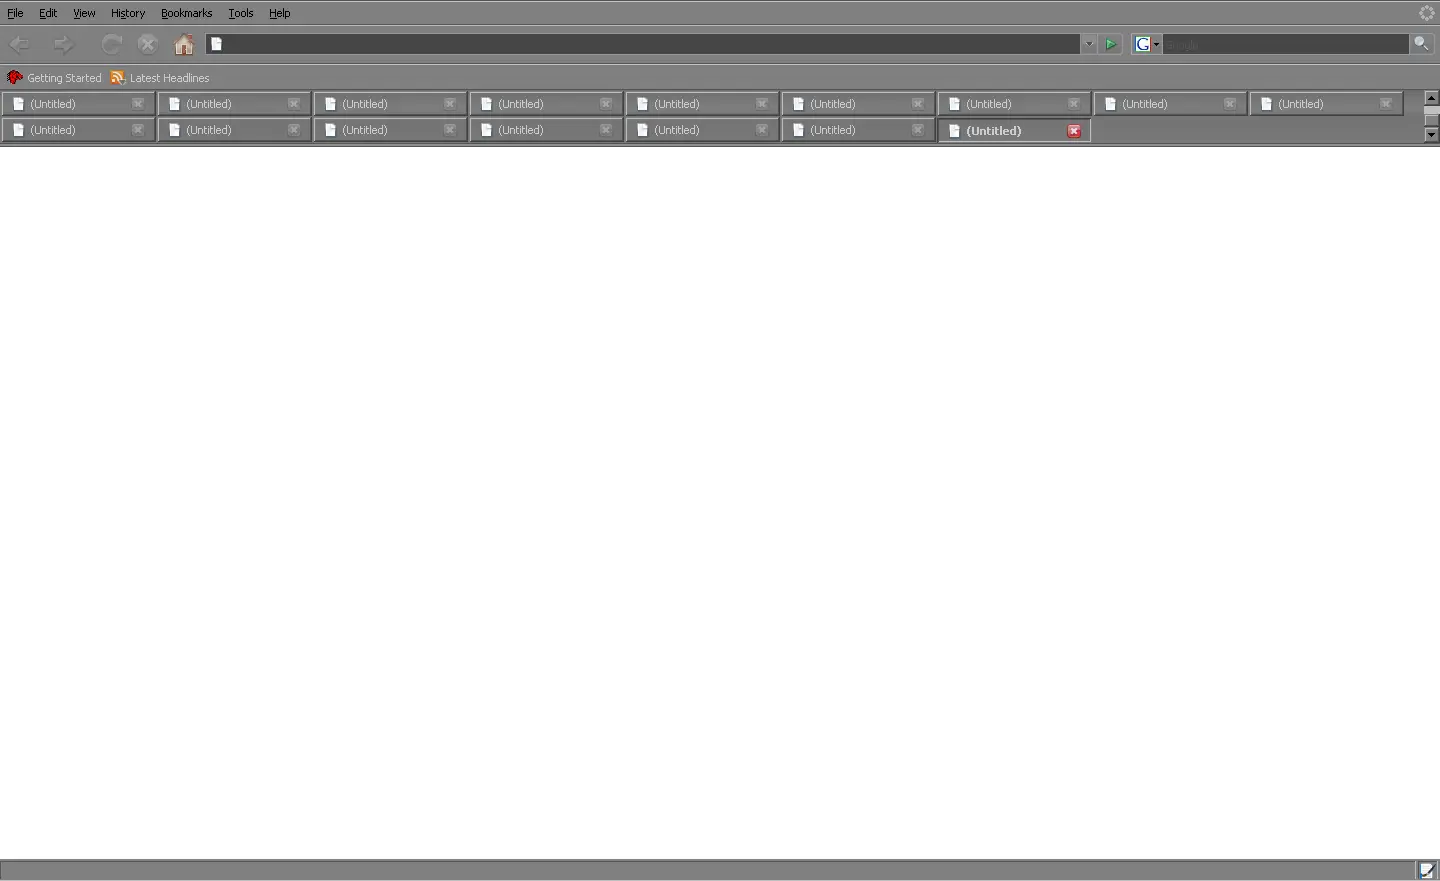 File Edit View History Bookmarks Tools Help
G Google
Getting Started Latest Headlines
(Untitled) (Untitled) (Untitled) (Untitled) (Untitled) (Untitled) (Untitled) (Untitled) (Untitled)
(Untitled) (Untitled) (Untitled) (Untitled) (Untitled) (Untitled) (Untitled)